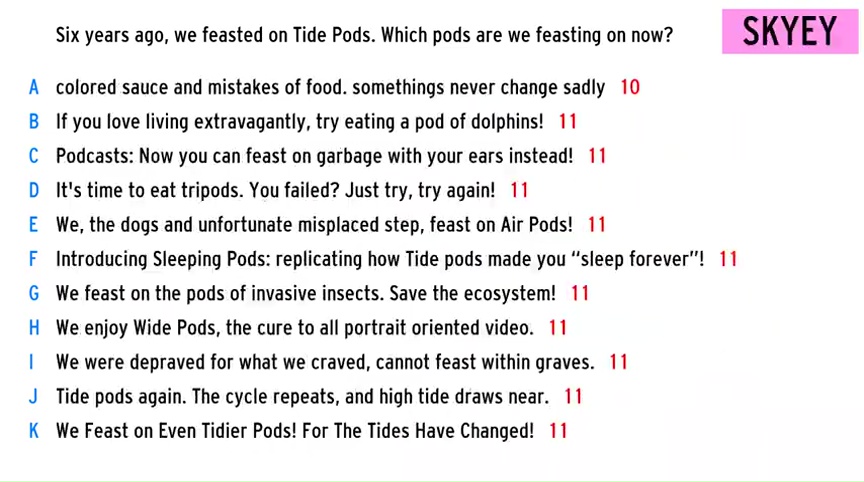 Six years ago, we feasted on Tide Pods. Which pods are we feasting on now?
SKYEY
A colored sauce and mistakes of food. somethings never change sadly 10
B If you love living extravagantly, try eating a pod of dolphins! 11
C Podcasts: Now you can feast on garbage with your ears instead! 11
D It's time to eat tripods. You failed? Just try, try again! 11
E We, the dogs and unfortunate misplaced step, feast on Air Pods! 11
F Introducing Sleeping Pods: replicating how Tide pods made you “sleep forever”! 11
G We feast on the pods of invasive insects. Save the ecosystem! 11
H We enjoy Wide Pods, the cure to all portrait oriented video. 11
I We were depraved for what we craved, cannot feast within graves. 11
J Tide pods again. The cycle repeats, and high tide draws near. 11
K We Feast on Even Tidier Pods! For The Tides Have Changed! 11